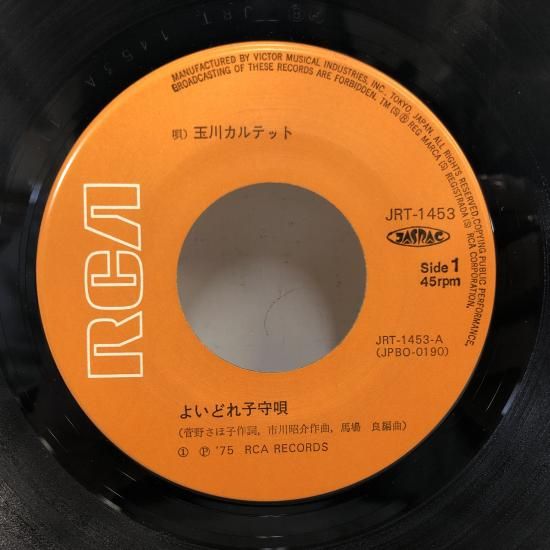 JRT 1453 A
MANUFACTURED BY VICTOR MUSICAL INDUSTRIES, INC. TOKYO, JAPAN. ALL RIGHTS RESERVED COPYING PUBLIC PERFORMANCE,
BROADCASTING OF THESE RECORDS ARE FORBIDDEN. TM(S) ® REG MARCA(S) REGISTRADA(S) RCA CORPORATION.
唄) 玉川カルテット
RCA
JRT-1453
JASRAC
Side 1
45rpm
JRT-1453-A
(JPBO-0190)
よいどれ子守唄
(菅野さほ子作詞, 市川昭介作曲, 馬場 良編曲)
① Ⓟ '75 RCA RECORDS